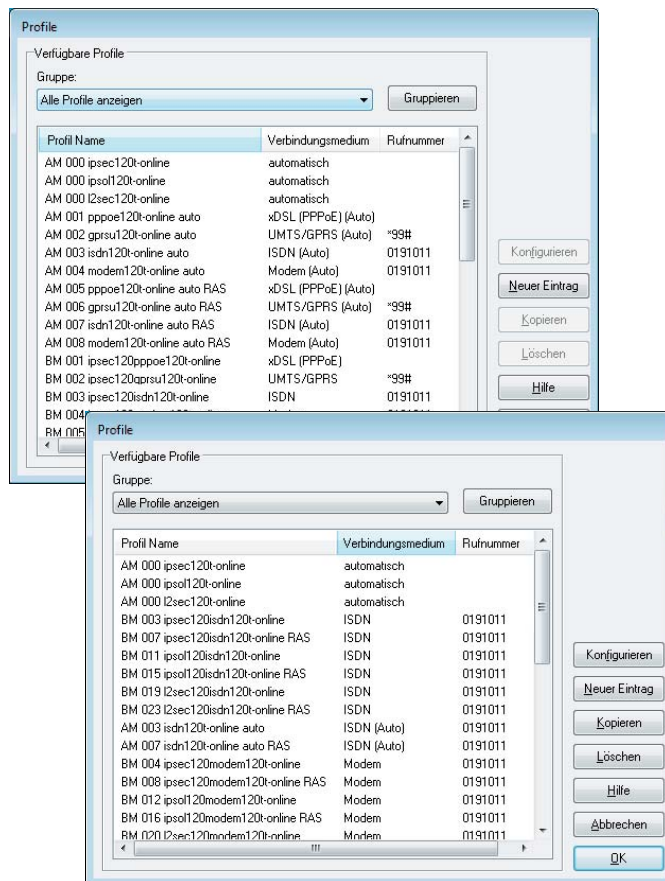 Profile
Verfügbare Profile
Gruppe:
Alle Profile anzeigen Gruppieren
Profil Name Verbindungsmedium Rufnummer
AM 000 ipsec120t-online automatisch
AM 000 ipsol120t-online automatisch
AM 000 l2sec120t-online automatisch
AM 001 pppoe120t-online auto xDSL (PPPoE) (Auto)
AM 002 gprsu120t-online auto UMTS/GPRS (Auto) *99#
AM 003 isdn120t-online auto ISDN (Auto) 0191011
AM 004 modem120t-online auto Modem (Auto) 0191011
AM 005 pppoe120t-online auto RAS xDSL (PPPoE) (Auto)
AM 006 gprsu120t-online auto RAS UMTS/GPRS (Auto) *99#
AM 007 isdn120t-online auto RAS ISDN (Auto) 0191011
AM 008 modem120t-online auto RAS Modem (Auto) 0191011
BM 001 ipsec120pppoe120t-online xDSL (PPPoE)
BM 002 ipsec120gprsu120t-online UMTS/GPRS *99#
BM 003 ipsec120isdn120t-online ISDN 0191011
BM 004
BM 005
Konfigurieren
Neuer Eintrag
Kopieren
Löschen
Hilfe
Profile
Verfügbare Profile
Gruppe:
Alle Profile anzeigen Gruppieren
Profil Name Verbindungsmedium Rufnummer
AM 000 ipsec120t-online automatisch
AM 000 ipsol120t-online automatisch
AM 000 l2sec120t-online automatisch
BM 003 ipsec120isdn120t-online ISDN 0191011
BM 007 ipsec120isdn120t-online RAS ISDN 0191011
BM 011 ipsol120isdn120t-online ISDN 0191011
BM 015 ipsol120isdn120t-online RAS ISDN 0191011
BM 019 l2sec120isdn120t-online ISDN 0191011
BM 023 l2sec120isdn120t-online RAS ISDN 0191011
AM 003 isdn120t-online auto ISDN (Auto) 0191011
AM 007 isdn120t-online auto RAS ISDN (Auto) 0191011
BM 004 ipsec120modem120t-online Modem 0191011
BM 008 ipsec120modem120t-online RAS Modem 0191011
BM 012 ipsol120modem120t-online Modem 0191011
BM 016 ipsol120modem120t-online RAS Modem 0191011
BM 020 l2sec120modem120t-online Modem 0191011
Konfigurieren
Neuer Eintrag
Kopieren
Löschen
Hilfe
Abbrechen
OK